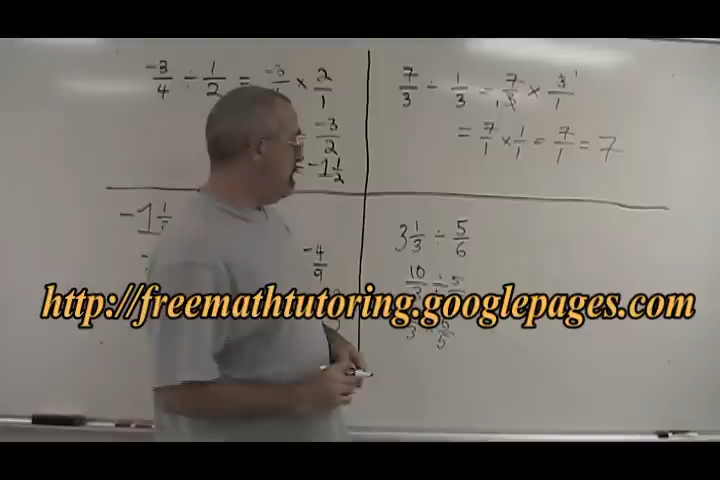 -3/4 ÷ 1/2 = × 2/1
-3/2
-1 1/2
7/3 ÷ 1/3 = 7/3 × 3/1
= 7/1 × 1/1 = 7/1 = 7
-1
-4/9
3 1/3 ÷ 5/6
10 ÷ 5
http://freemathtutoring.googlepages.com
3 × 6/5